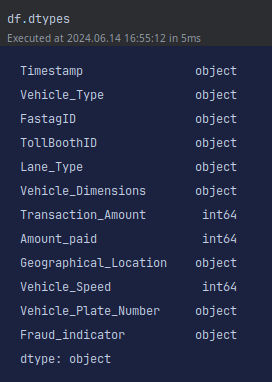 df.dtypes
Executed at 2024.06.14 16:55:12 in 5ms
Timestamp object
Vehicle_Type object
FastagID object
TollBoothID object
Lane_Type object
Vehicle_Dimensions object
Transaction_Amount int64
Amount_paid int64
Geographical_Location object
Vehicle_Speed int64
Vehicle_Plate_Number object
Fraud_indicator object
dtype: object